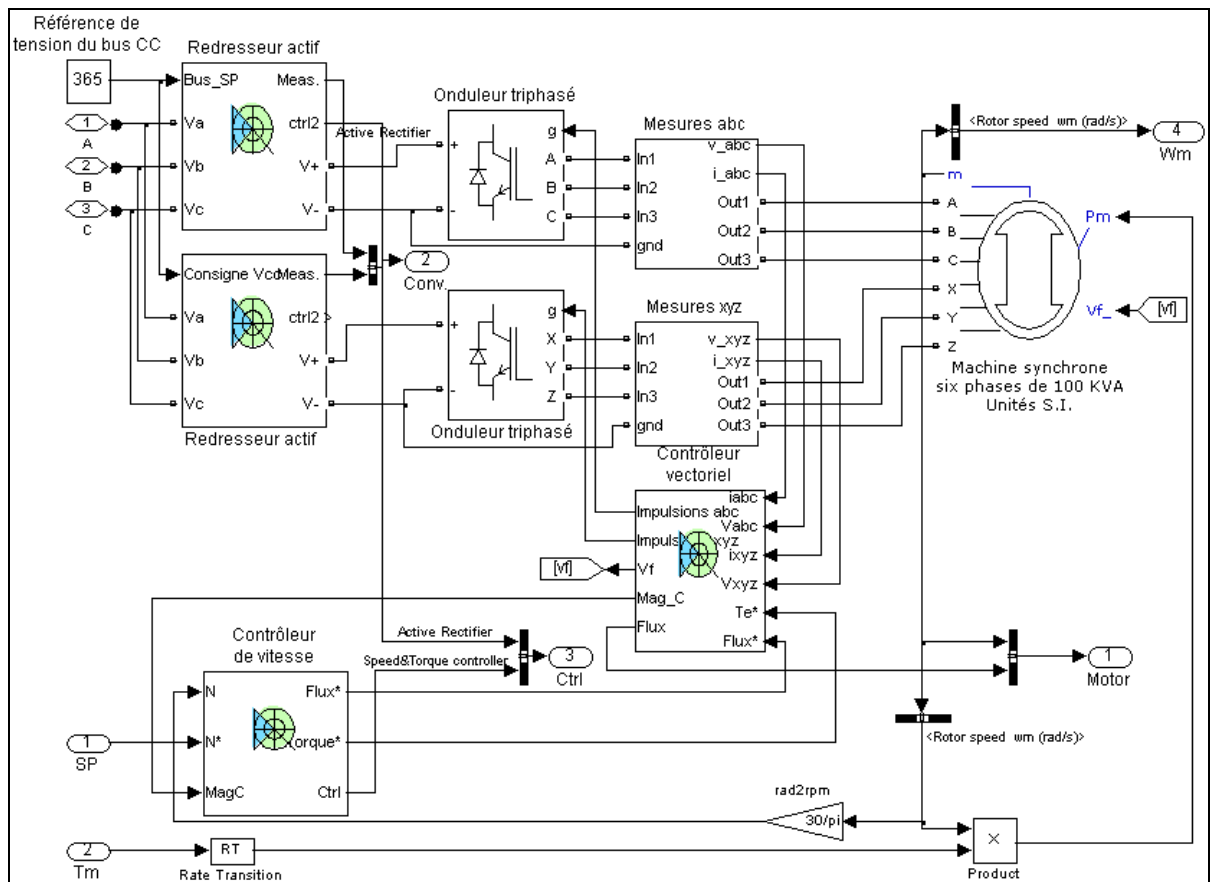 Référence de
tension du bus CC
365
1
A
2
B
3
C
Redresseur actif
Bus_SP
Meas.
Va
ctrl2
Vb
V+
Vc
V-
Active Rectifier
Onduleur triphasé
g
+
A
B
-
C
Mesures abc
v_abc
In1
i_abc
In2
Out1
In3
Out2
gnd
Out3
<Rotor speed wm (rad/s)>
4
Wm
m
A
B
C
X
Y
Z
Pm
Vf_
[vf]
Machine synchrone
six phases de 100 KVA
Unités S.I.
2
Conv.
Consigne Vcc
Meas.
Va
ctrl2
Vb
V+
Vc
V-
Redresseur actif
g
+
X
Y
-
Z
Onduleur triphasé
Mesures xyz
v_xyz
In1
i_xyz
In2
Out1
In3
Out2
gnd
Out3
Contrôleur
vectoriel
iabc
Impulsions abc
Vabc
Impuls xyz
ixyz
Vf
Vxyz
Mag_C
Te*
Flux
Flux*
[vf]
Active Rectifier
Speed&Torque controller
3
Ctrl
1
Motor
Contrôleur
de vitesse
N
Flux*
N*
orque*
MagC
Ctrl
1
SP
<Rotor speed wm (rad/s)>
rad2rpm
30/pi
2
Tm
RT
Rate Transition
×
Product